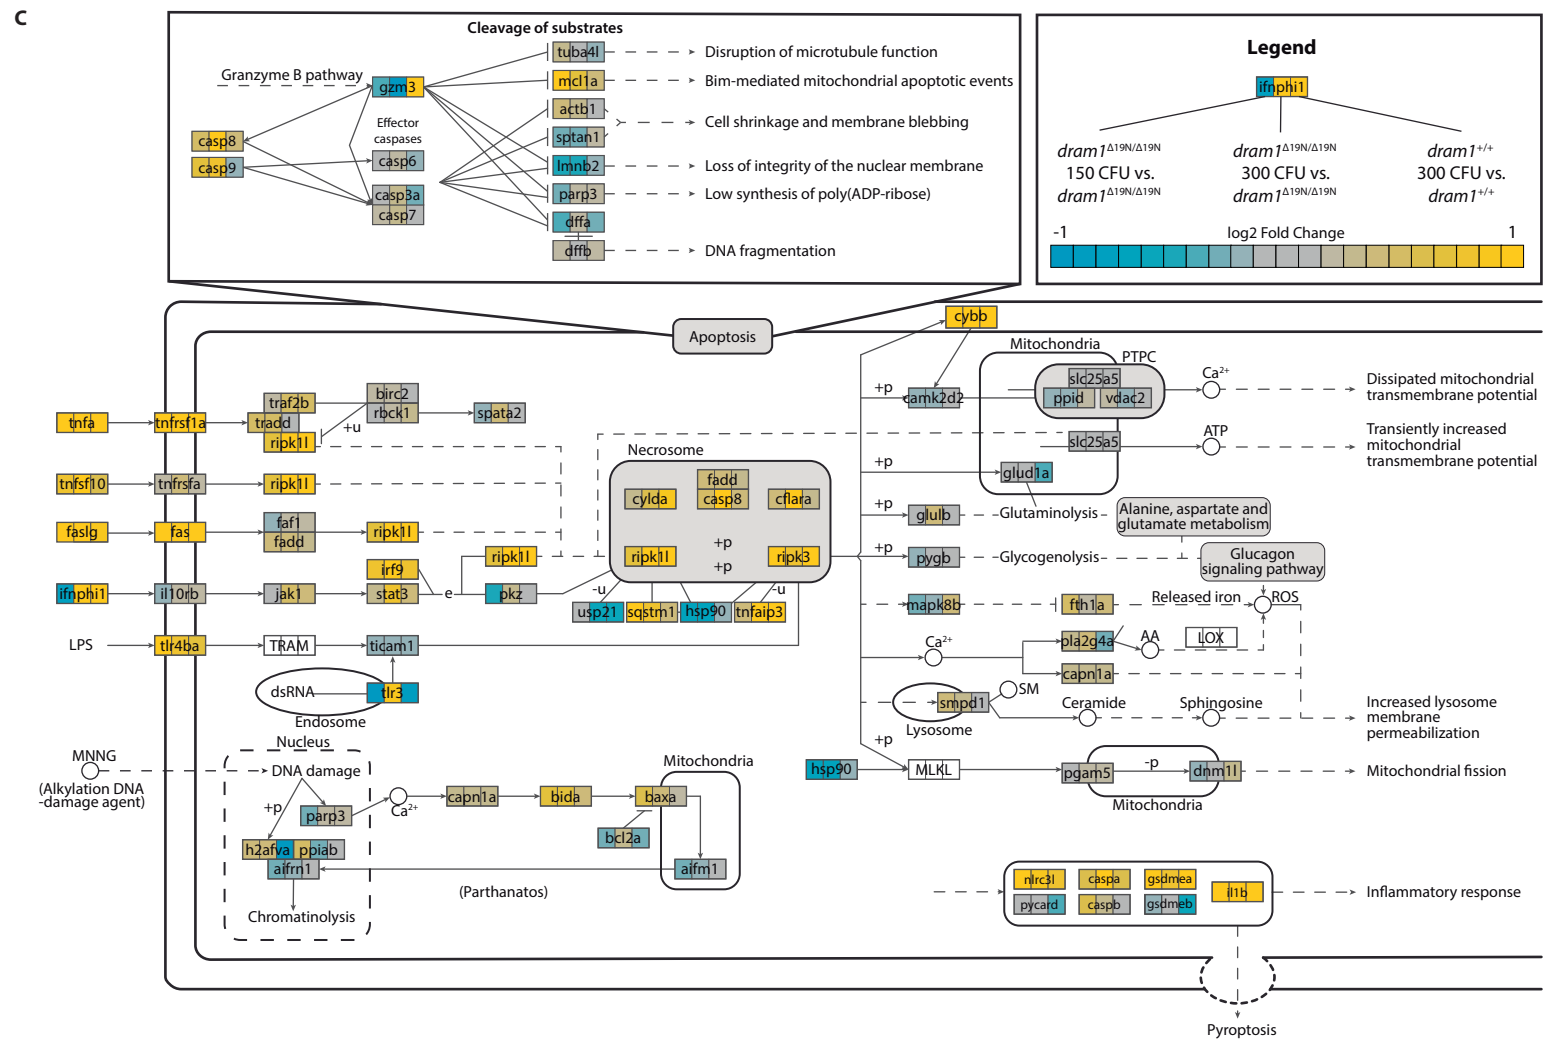 C
Cleavage of substrates
Granzyme B pathway
gzm3
casp8
casp9
Effector
caspases
casp6
casp3a
casp7
tuba4l
Disruption of microtubule function
mcl1a
Bim-mediated mitochondrial apoptotic events
actb1
sptan1
Cell shrinkage and membrane blebbing
lmnb2
Loss of integrity of the nuclear membrane
parp3
Low synthesis of poly(ADP-ribose)
dffa
dffb
DNA fragmentation
Legend
ifnphi1
dram1Δ19N/Δ19N
150 CFU vs.
dram1Δ19N/Δ19N
dram1Δ19N/Δ19N
300 CFU vs.
dram1Δ19N/Δ19N
dram1+/+
300 CFU vs.
dram1+/+
-1
log2 Fold Change
1
Apoptosis
cybb
Mitochondria
PTPC
slc25a5
ppid
vdac2
Ca2+
Dissipated mitochondrial
transmembrane potential
+p
camk2d2
slc25a5
ATP
Transiently increased
mitochondrial
transmembrane potential
+p
glud1a
tnfa
tnfrsf1a
traf2b
tradd
ripk1l
birc2
rbck1
+u
spata2
tnfsf10
tnfrsfa
ripk1l
faslg
fas
faf1
fadd
ripk1l
ifnphi1
il10rb
jak1
irf9
stat3
e
ripk1l
pkz
LPS
tlr4ba
TRAM
ticam1
dsRNA
tlr3
Endosome
Necrosome
cylda
fadd
casp8
cflara
ripk1l
+p
+p
ripk3
-u
-u
usp21
sqstm1
hsp90
tnfaip3
+p
glulb
Glutaminolysis
Alanine, aspartate and
glutamate metabolism
+p
pygb
Glycogenolysis
Glucagon
signaling pathway
mapk8b
fth1a
Released iron
ROS
Ca2+
pla2g4a
AA
LOX
capn1a
smpd1
SM
Lysosome
Ceramide
Sphingosine
Increased lysosome
membrane
permeabilization
+p
hsp90
MLKL
pgam5
-p
dnm1l
Mitochondria
Mitochondrial fission
MNNG
(Alkylation DNA
-damage agent)
Nucleus
DNA damage
+p
parp3
h2afva
ppiab
aifrn1
Chromatinolysis
Ca2+
capn1a
bida
baxa
bcl2a
Mitochondria
aifm1
(Parthanatos)
nlrc3l
caspa
gsdmea
il1b
pycard
caspb
gsdmeb
Inflammatory response
Pyroptosis